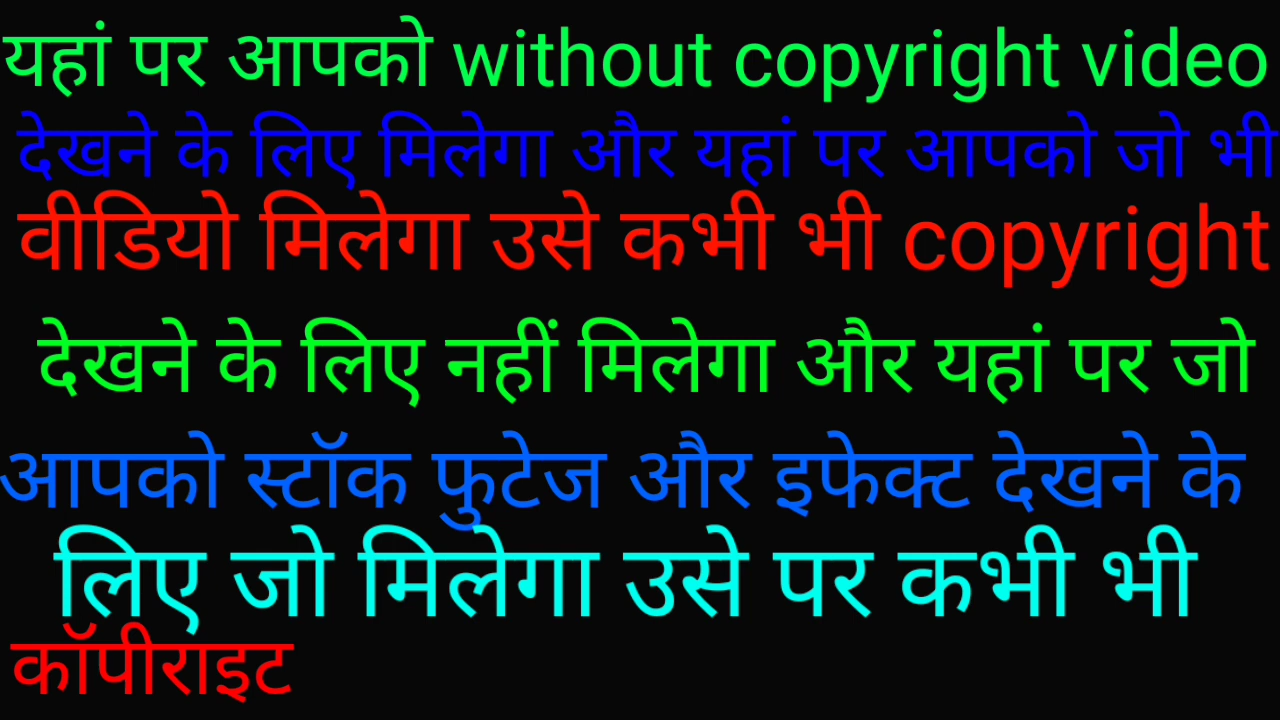 यहां पर आपको without copyright video
देखने के लिए मिलेगा और यहां पर आपको जो भी
वीडियो मिलेगा उसे कभी भी copyright
देखने के लिए नहीं मिलेगा और यहां पर जो
आपको स्टॉक फुटेज और इफेक्ट देखने के
लिए जो मिलेगा उसे पर कभी भी
कॉपीराइट